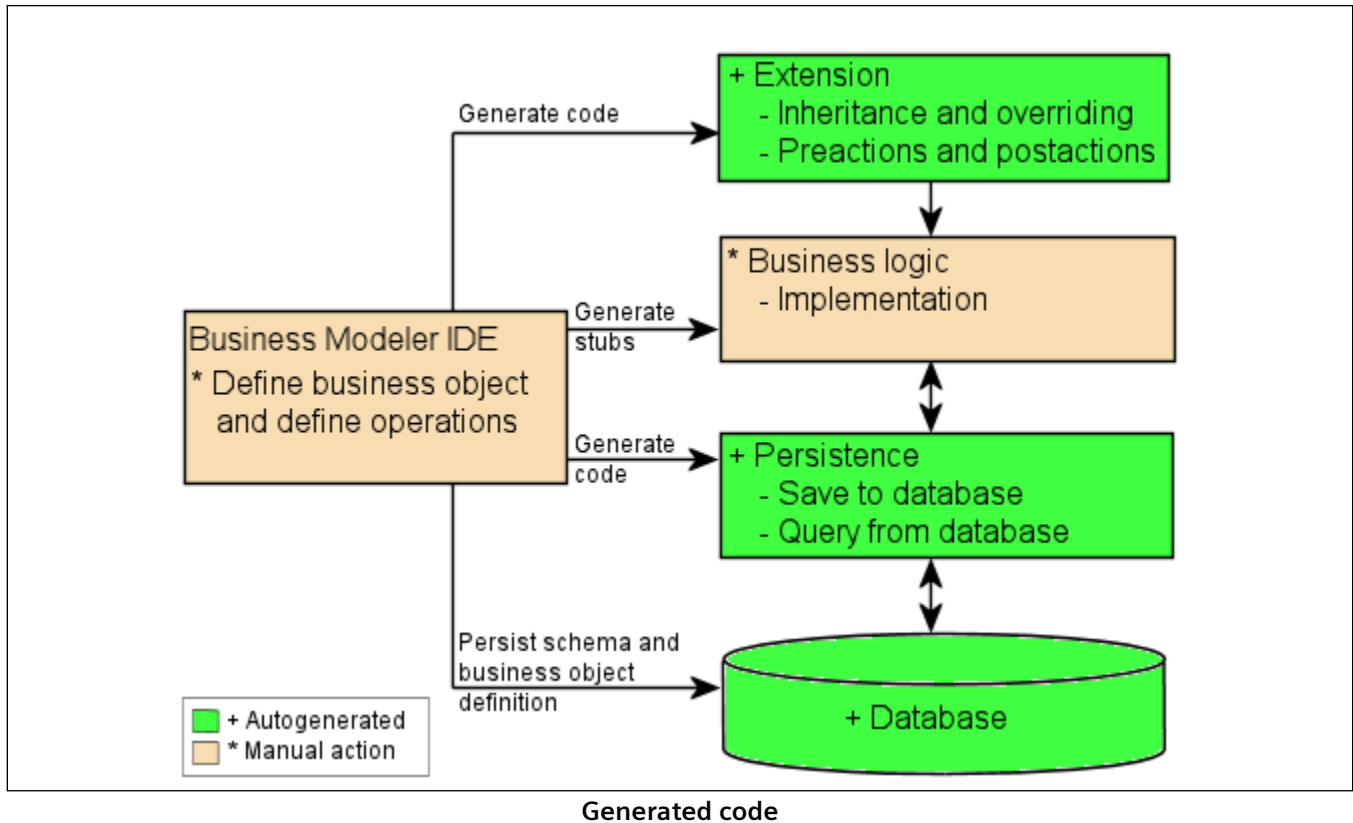 + Extension
- Inheritance and overriding
- Preactions and postactions
Generate code
* Business logic
- Implementation
Generate
stubs
Business Modeler IDE
* Define business object
and define operations
Generate
code
+ Persistence
- Save to database
- Query from database
Persist schema and
business object
definition
+ Database
+ Autogenerated
* Manual action
Generated code